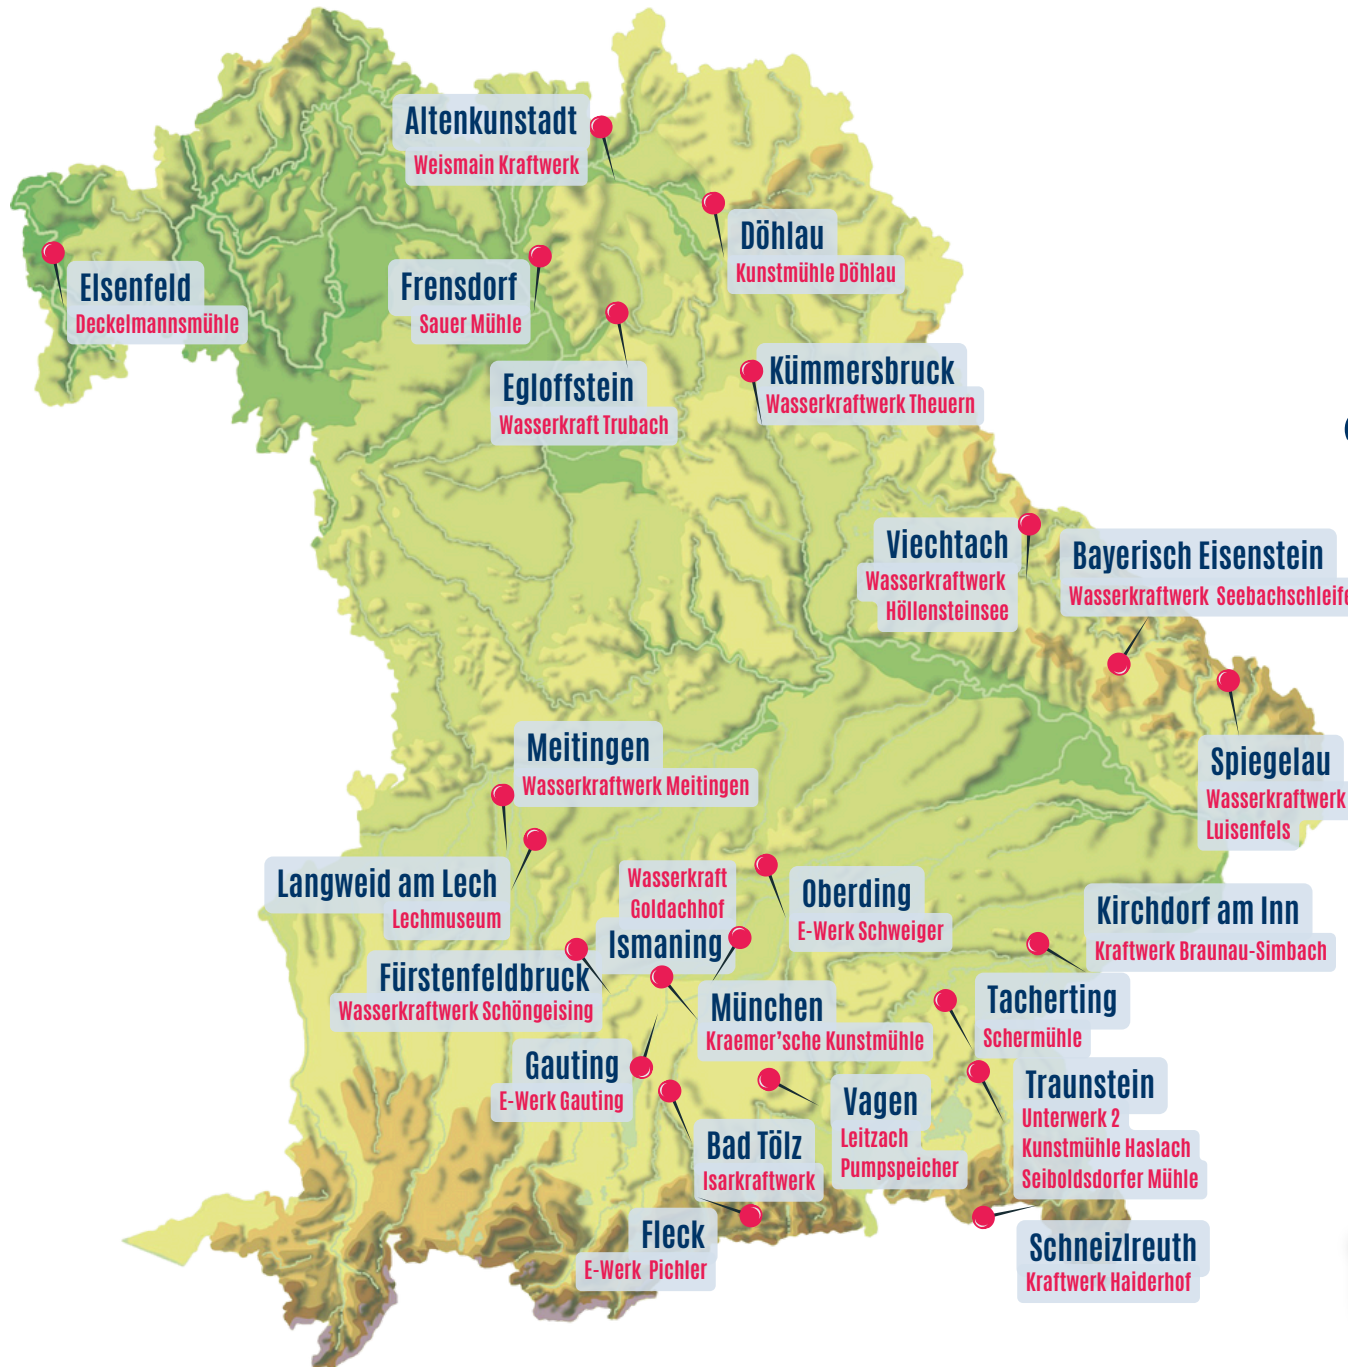 Altenkunstadt
Weismain Kraftwerk
Döhlau
Kunstmühle Döhlau
Elsenfeld
Deckelmannsmühle
Frensdorf
Sauer Mühle
Egloffstein
Wasserkraft Trubach
Kümmersbruck
Wasserkraftwerk Theuern
Viechtach
Wasserkraftwerk
Höllensteinsee
Bayerisch Eisenstein
Wasserkraftwerk Seebachschleife
Spiegelau
Wasserkraftwerk
Luisenfels
Meitingen
Wasserkraftwerk Meitingen
Langweid am Lech
Lechmuseum
Wasserkraft
Goldachhof
Ismaning
Oberding
E-Werk Schweiger
Kirchdorf am Inn
Kraftwerk Braunau-Simbach
Fürstenfeldbruck
Wasserkraftwerk Schöngeising
München
Kraemer'sche Kunstmühle
Tacherting
Schermühle
Gauting
E-Werk Gauting
Vagen
Leitzach
Pumpspeicher
Traunstein
Unterwerk 2
Kunstmühle Haslach
Seiboldsdorfer Mühle
Bad Tölz
Isarkraftwerk
Fleck
E-Werk Pichler
Schneizlreuth
Kraftwerk Haiderhof